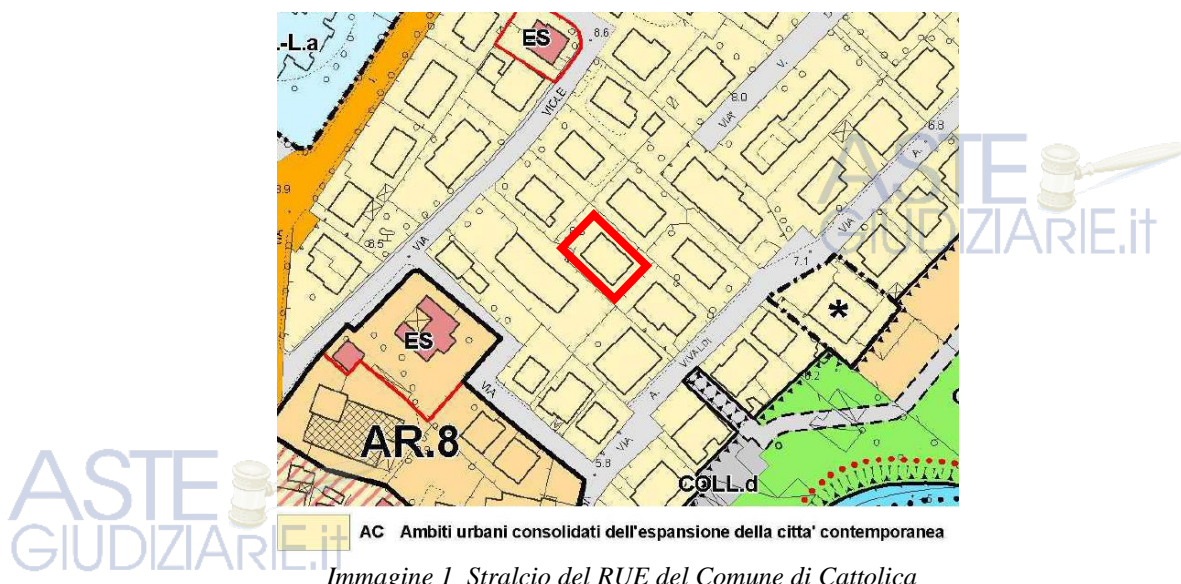 -L.a
ES
8.6
VIALE
VIA
V.
8.0
6.8
VIA
A.
3.9
8.5
VIA
7.1
*
ES
VIVALDI
A.
VIA
VIA
AR.8
5.8
COLL.d
ASTE
GIUDIZIARIE.it
ASTE
GIUDIZIARIE.it
AC Ambiti urbani consolidati dell'espansione della citta' contemporanea
Immagine 1 Stralcio del RUE del Comune di Cattolica